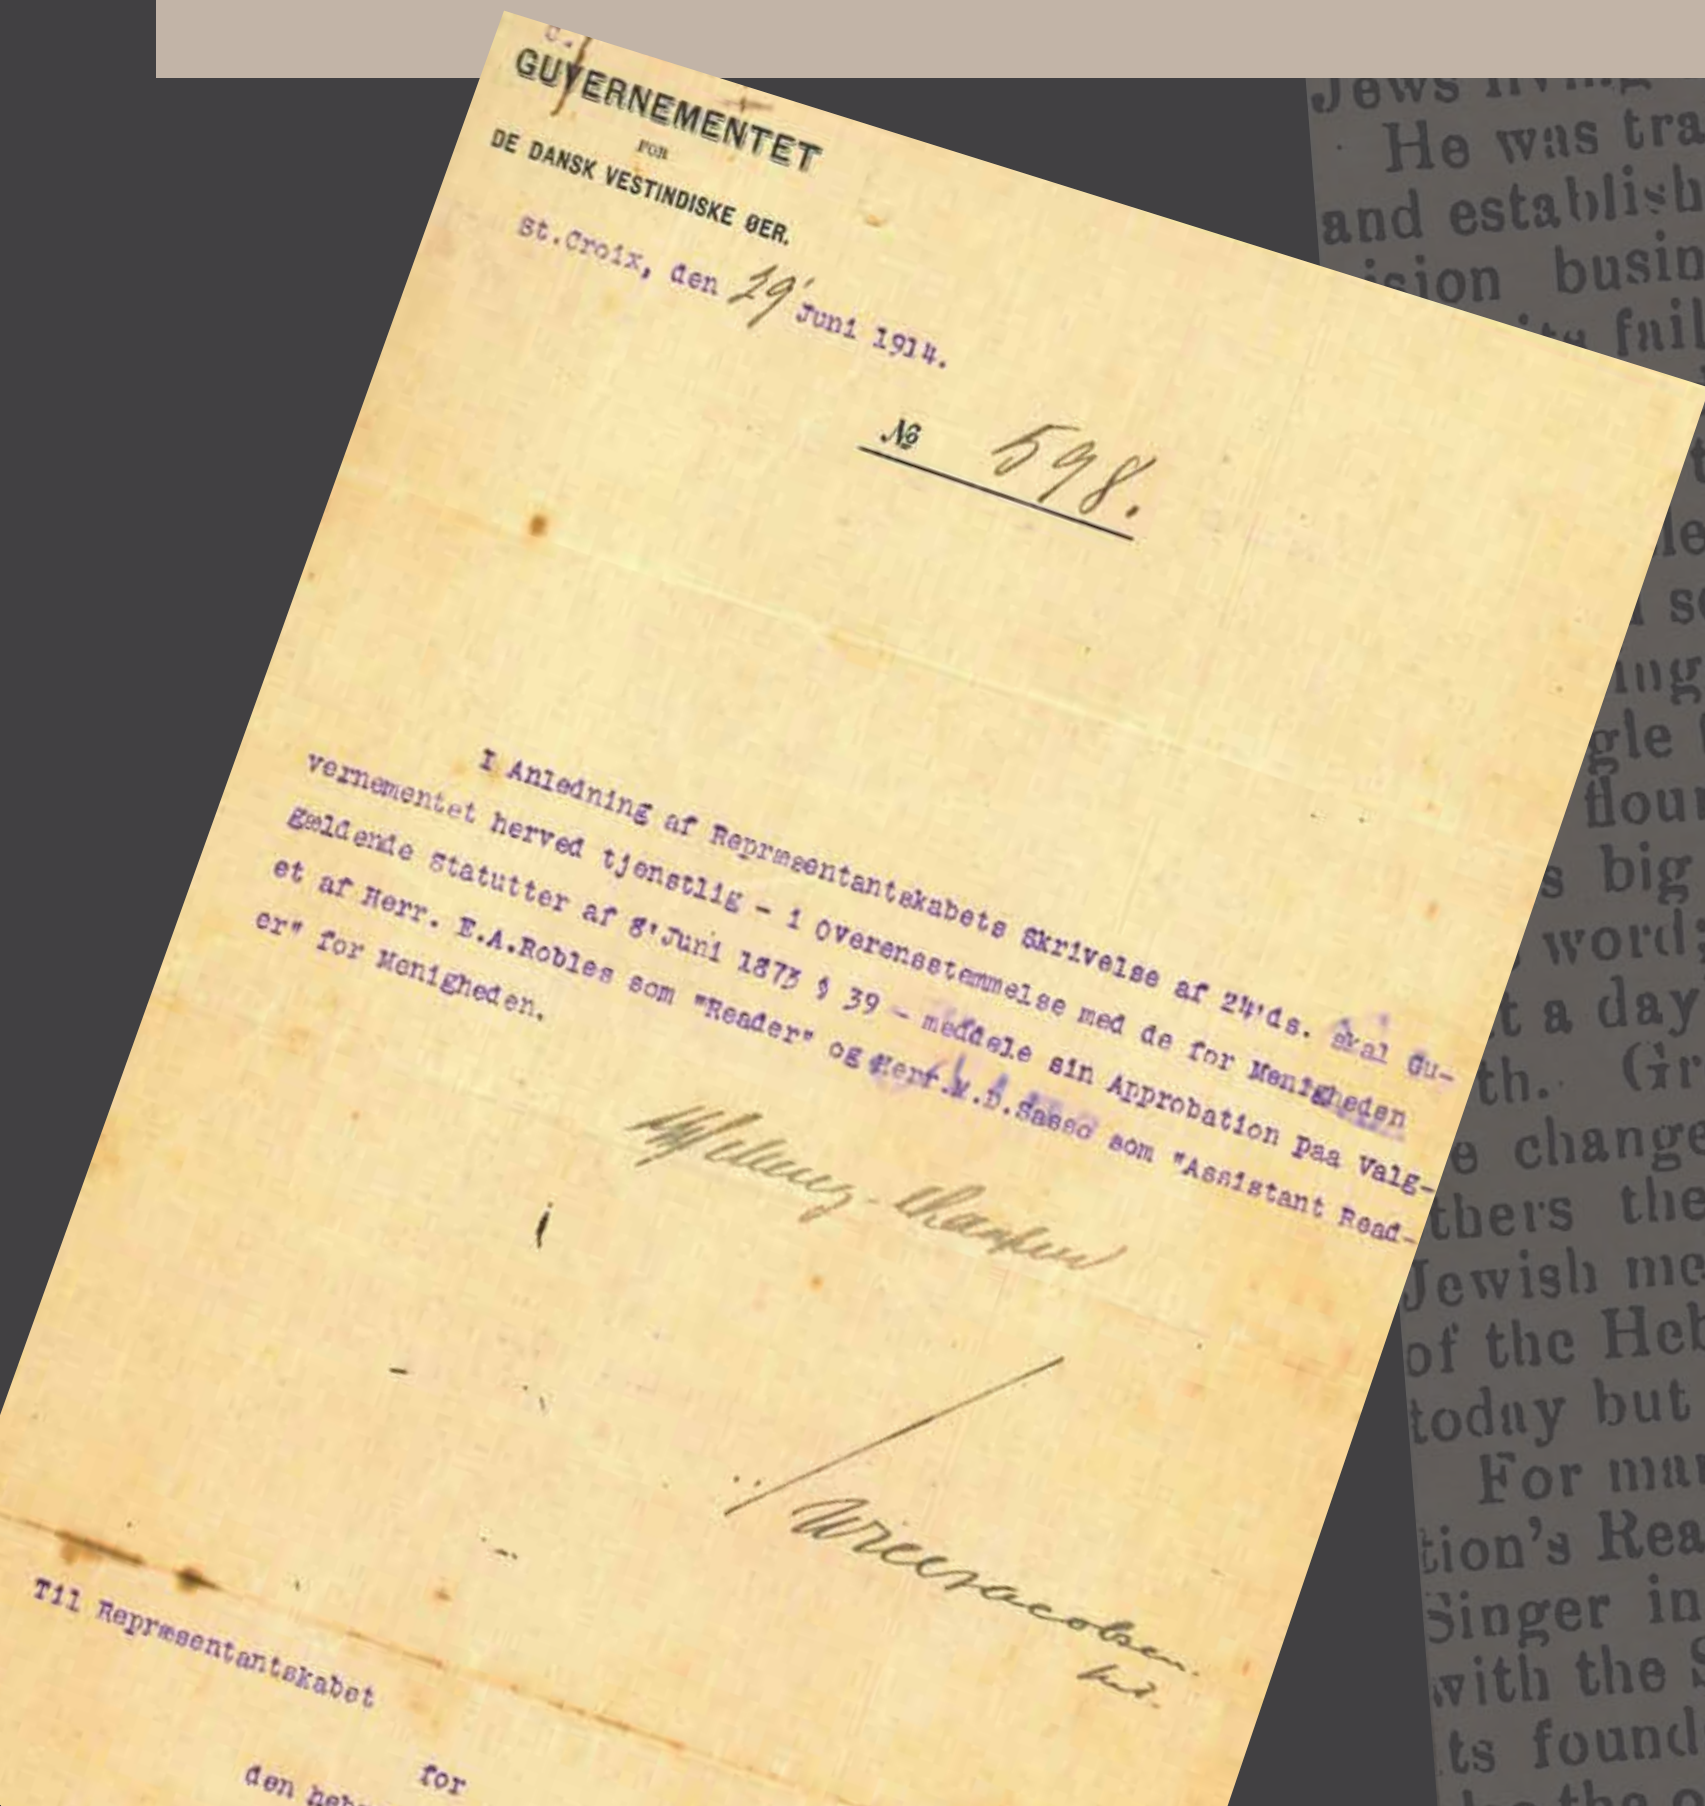 GUVERNEMENTET
FOR
DE DANSK VESTINDISKE ØER.
St.Croix, den 29' Juni 1914.
№ 598.
I Anledning af Repræsentantskabets Skrivelse af 24'ds. skal Gu-
vernementet herved tjenstlig - i Overensstemmelse med de for Menigheden
gældende Statutter af 8'Juni 1873 § 39 - meddele sin Approbation paa Valg-
et af Herr. E.A.Robles som "Reader" og Herr.M.D.Sasso som "Assistant Read-
er" for Menigheden.
Til Repræsentantskabet
for
den
Jews living
He was tra
and establish
ision busin
its fail
le
ing
gle
flour
s big
word;
t a day
th. Gr
e change
thers the
Jewish me
of the Heb
today but
For man
tion's Rea
Singer in
with the S
ts found